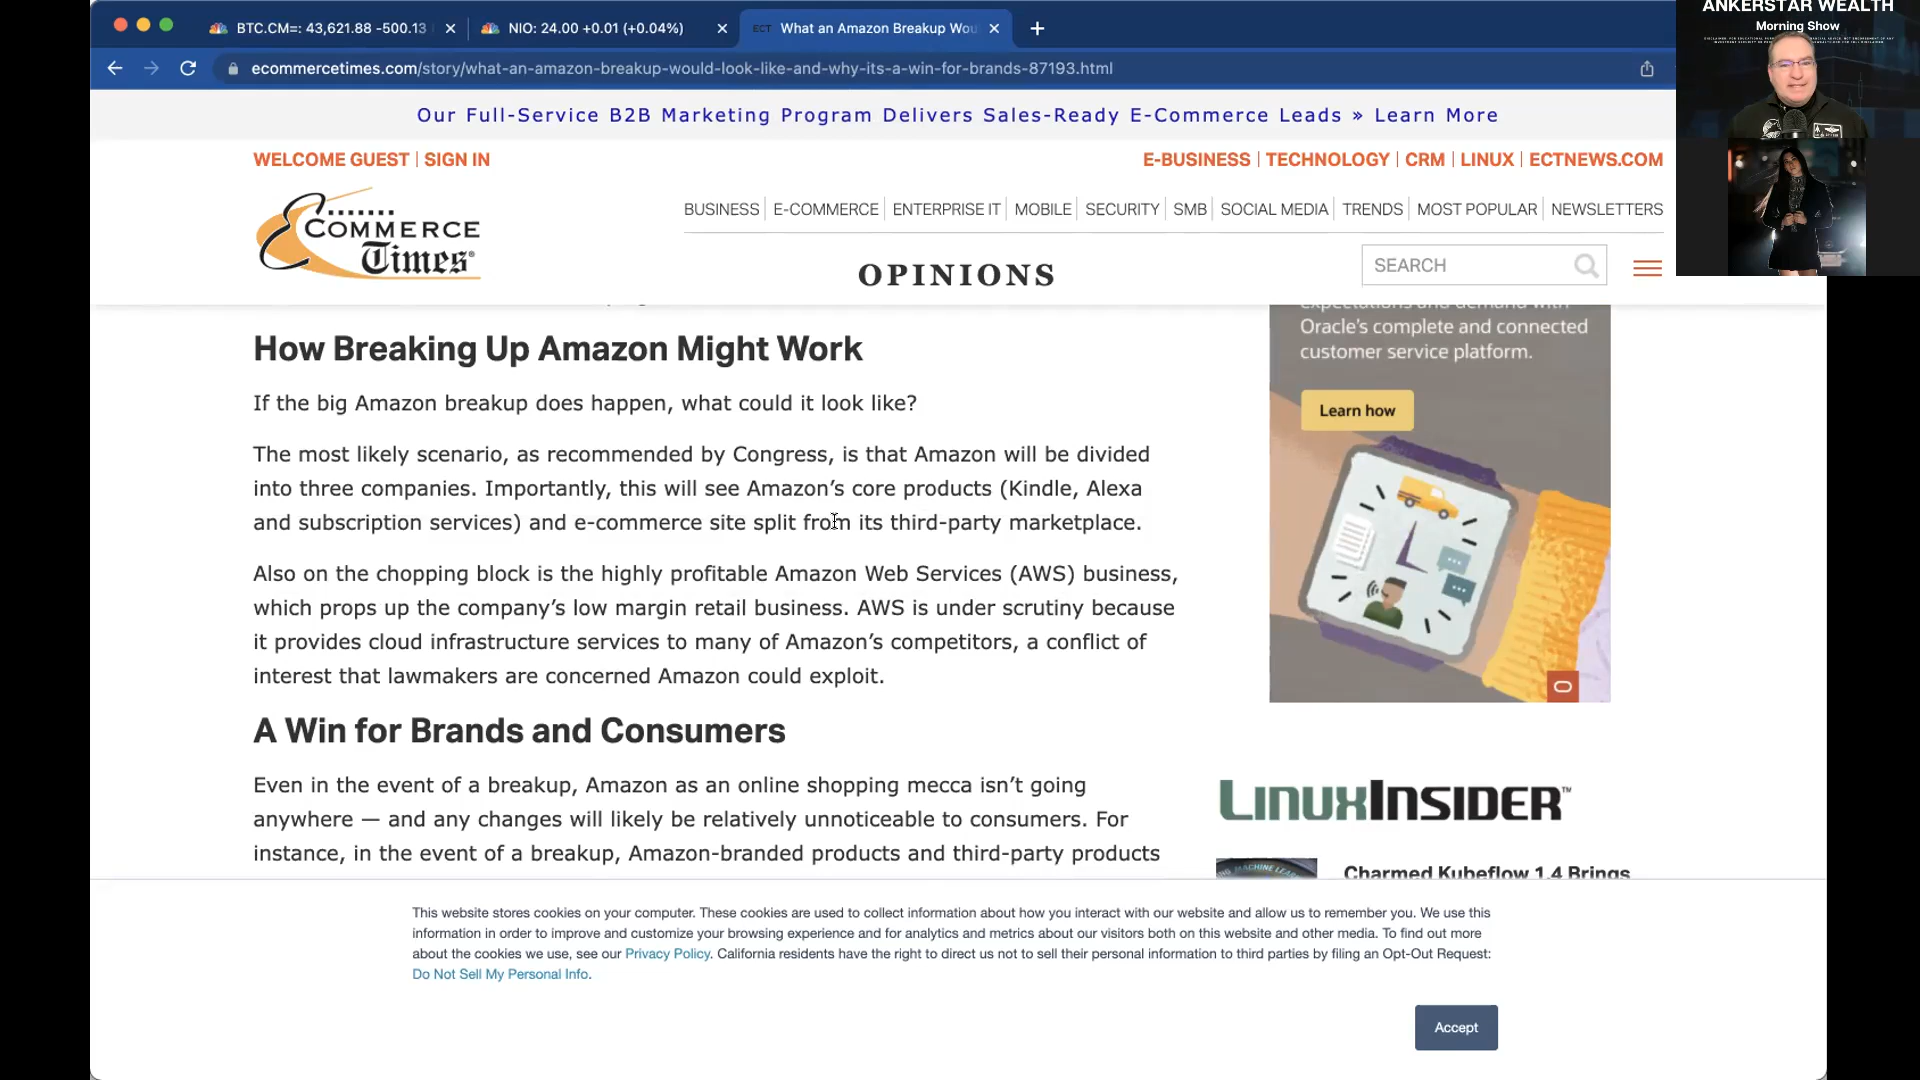 BTC.CM=: 43,621.88 -500.13
NIO: 24.00 +0.01 (+0.04%)
ECT
What an Amazon Breakup Wou
ANKERSTAR WEALTH
Morning Show
ecommercetimes.com/story/what-an-amazon-breakup-would-look-like-and-why-its-a-win-for-brands-87193.html
Our Full-Service B2B Marketing Program Delivers Sales-Ready E-Commerce Leads » Learn More
WELCOME GUEST | SIGN IN
E-BUSINESS | TECHNOLOGY | CRM | LINUX | ECTNEWS.COM
E-COMMERCE Times®
BUSINESS | E-COMMERCE | ENTERPRISE IT | MOBILE | SECURITY | SMB | SOCIAL MEDIA | TRENDS | MOST POPULAR | NEWSLETTERS
OPINIONS
SEARCH
How Breaking Up Amazon Might Work
If the big Amazon breakup does happen, what could it look like?
The most likely scenario, as recommended by Congress, is that Amazon will be divided
into three companies. Importantly, this will see Amazon's core products (Kindle, Alexa
and subscription services) and e-commerce site split from its third-party marketplace.
Also on the chopping block is the highly profitable Amazon Web Services (AWS) business,
which props up the company's low margin retail business. AWS is under scrutiny because
it provides cloud infrastructure services to many of Amazon's competitors, a conflict of
interest that lawmakers are concerned Amazon could exploit.
A Win for Brands and Consumers
Even in the event of a breakup, Amazon as an online shopping mecca isn't going
anywhere — and any changes will likely be relatively unnoticeable to consumers. For
instance, in the event of a breakup, Amazon-branded products and third-party products
expectations and demand with
Oracle's complete and connected
customer service platform.
Learn how
LINUXINSIDER™
Charmed Kubeflow 1.4 Brings
This website stores cookies on your computer. These cookies are used to collect information about how you interact with our website and allow us to remember you. We use this
information in order to improve and customize your browsing experience and for analytics and metrics about our visitors both on this website and other media. To find out more
about the cookies we use, see our Privacy Policy. California residents have the right to direct us not to sell their personal information to third parties by filing an Opt-Out Request:
Do Not Sell My Personal Info.
Accept